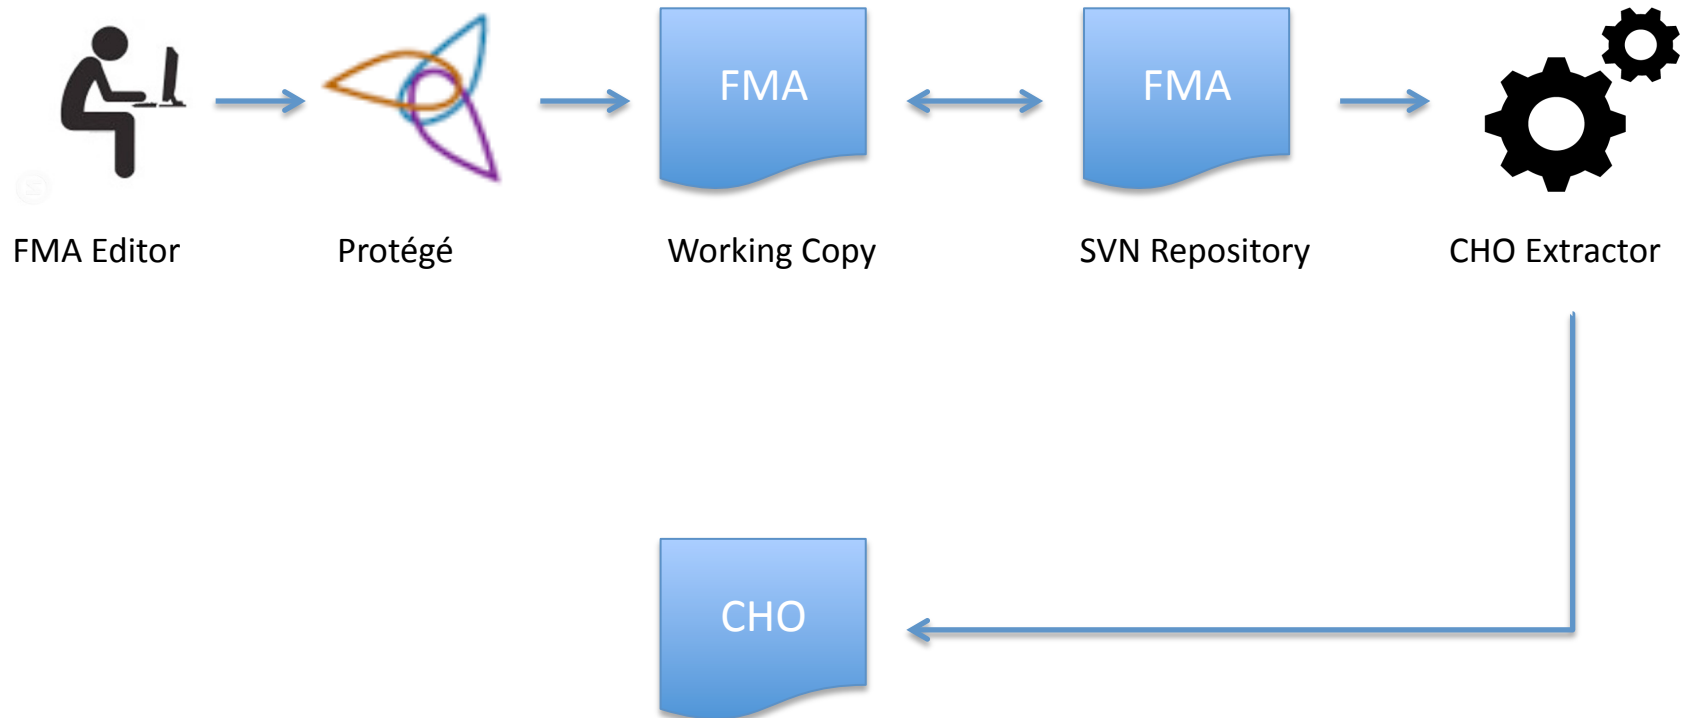 FMA
FMA
FMA Editor
Protégé
Working Copy
SVN Repository
CHO Extractor
CHO